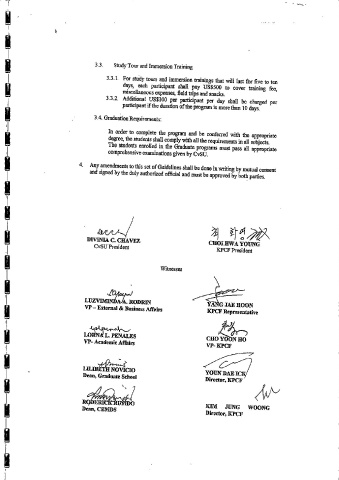 3.3. Study Tour and Immersion Training
3.3.1 For study tours and immersion trainings that will last for five to ten
days, each participant shall pay US$500 to cover training fee,
miscellaneous expenses, field trips and snacks.
3.3.2. Additional US$100 per participant per day shall be charged per
participant if the duration of the program is more than 10 days.
3.4. Graduation Requirements:
In order to complete the program and be conferred with the appropriate
degree, the students shall comply with all the requirements in all subjects.
The students enrolled in the Graduate programs must pass all appropriate
comprehensive examinations given by CvSU.
4. Any amendments to this set of Guidelines shall be done in writing by mutual consent
and signed by the duly authorized official and must be approved by both parties.
DIVINIA C. CHAVEZ
CvSU President
CHOI HWA YOUNG
KPCF President
Witnesses
LUZVIMINDA A. RODRIN
VP – External & Business Affairs
YANG JAE HOON
KPCF Representative
LORNA L. PENALES
VP- Academic Affairs
CHO YOON HO
VP- KPCF
LILIBETH NOVICIO
Dean, Graduate School
YOUN DAE ICK
Director, KPCF
RODERICK RUPIDO
Dean, CEMDS
KIM JUNG WOONG
Director, KPCF